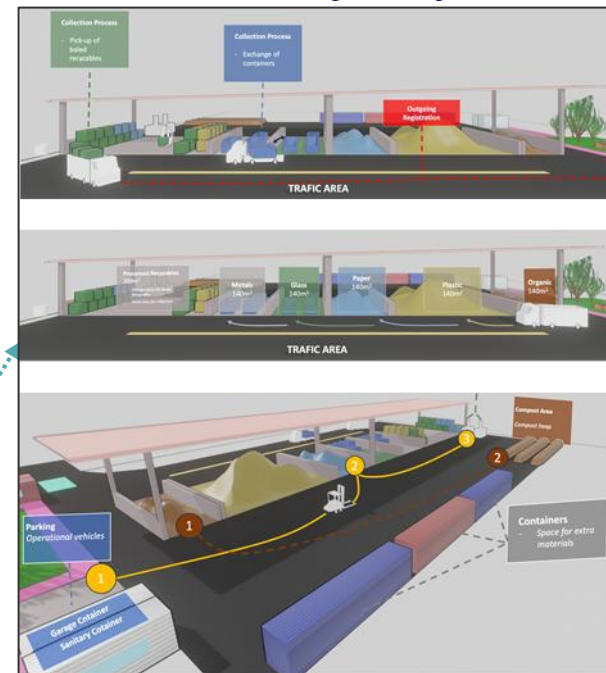 Collection Process
- Pick-up of
baled
recyclables
Collection Process
- Exchange of
containers
Outgoing
Registration
TRAFIC AREA
Processed Recyclables
Metals
140m²
Glass
140m²
Paper
140m²
Plastic
140m²
Organic
140m²
TRAFIC AREA
Compost Area
Compost heap
3
2
2
1
Containers
- Space for extra
materials
Parking
Operational vehicles
1
Garage Cntainer
Sanitary Cotainer